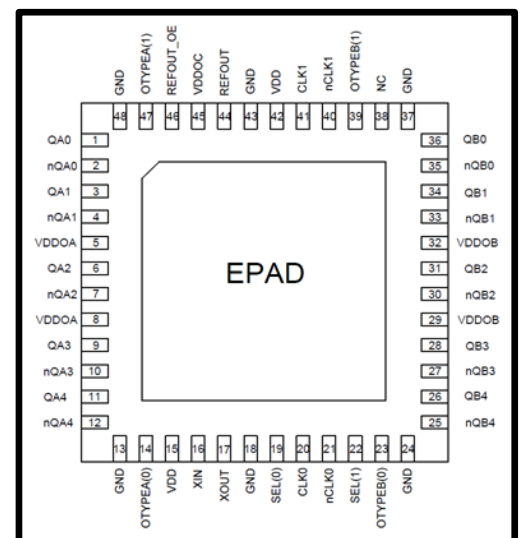 GND
OTYPEA(1)
REFOUT_OE
VDDOC
REFOUT
GND
VDD
CLK1
nCLK1
OTYPEB(1)
NC
GND
48 47 46 45 44 43 42 41 40 39 38 37
QA0 1 36 QB0
nQA0 2 35 nQB0
QA1 3 34 QB1
nQA1 4 33 nQB1
VDDOA 5 32 VDDOB
QA2 6 31 QB2
EPAD
nQA2 7 30 nQB2
VDDOA 8 29 VDDOB
QA3 9 28 QB3
nQA3 10 27 nQB3
QA4 11 26 QB4
nQA4 12 25 nQB4
13 14 15 16 17 18 19 20 21 22 23 24
GND
OTYPEA(0)
VDD
XIN
XOUT
GND
SEL(0)
CLK0
nCLK0
SEL(1)
OTYPEB(0)
GND